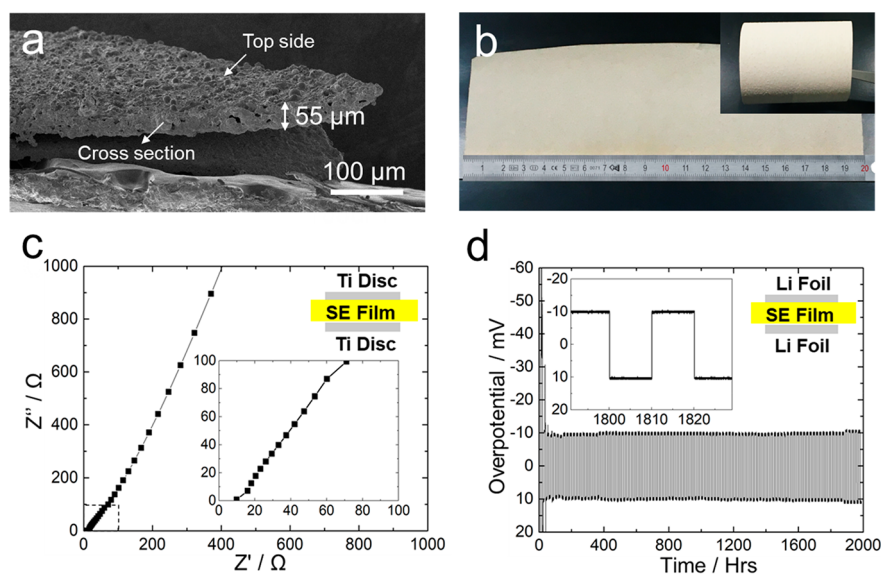 a
Top side
55 μm
Cross section
100 μm
b
1 2 3 4 5 6 7 8 9 10 11 12 13 14 15 16 17 18 19 20
c
1000
800
600
400
200
0
Z'' / Ω
0 200 400 600 800 1000
Z' / Ω
Ti Disc
SE Film
Ti Disc
100
80
60
40
20
0
0 20 40 60 80 100
d
-60
-50
-40
-30
-20
-10
0
10
20
Overpotential / mV
0 400 800 1200 1600 2000
Time / Hrs
-20
-10
0
10
20
1800 1810 1820
Li Foil
SE Film
Li Foil